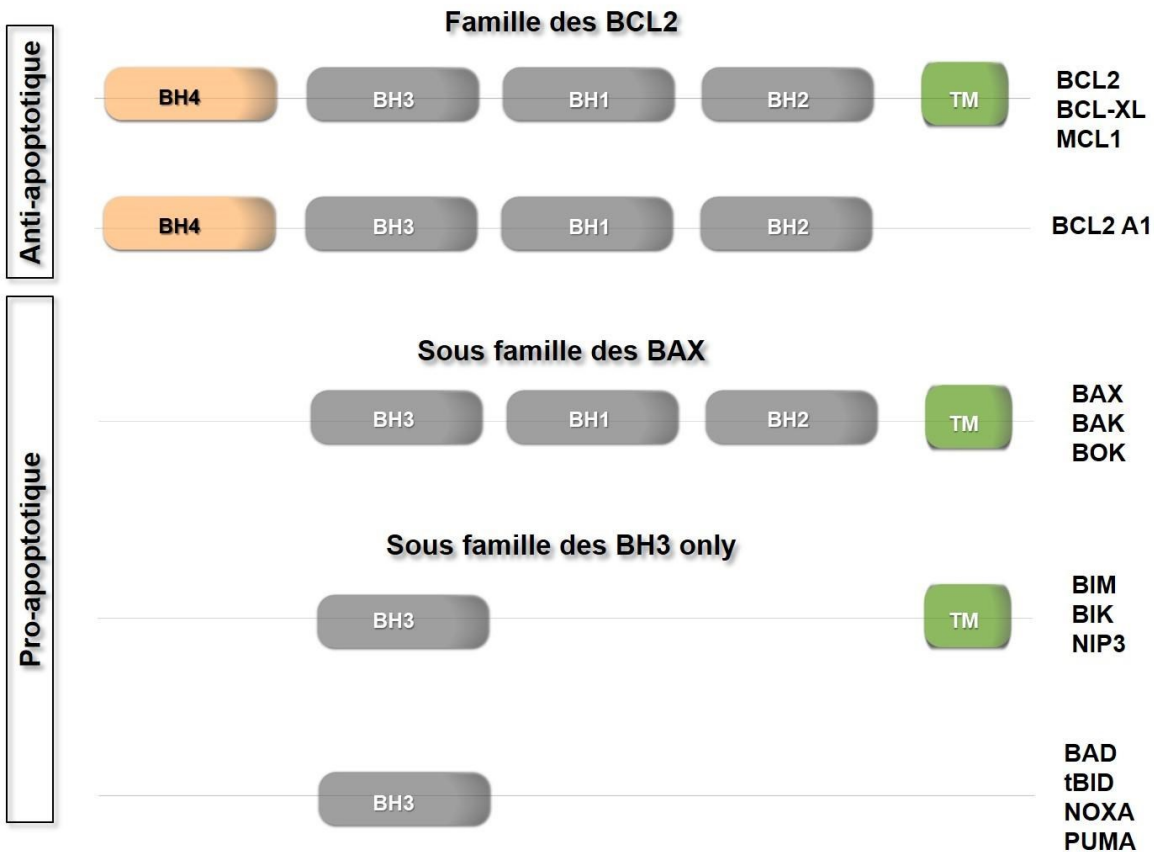 Famille des BCL2
Anti-apoptotique
BH4 BH3 BH1 BH2 TM
BCL2
BCL-XL
MCL1
BH4 BH3 BH1 BH2
BCL2 A1
Pro-apoptotique
Sous famille des BAX
BH3 BH1 BH2 TM
BAX
BAK
BOK
Sous famille des BH3 only
BH3 TM
BIM
BIK
NIP3
BH3
BAD
tBID
NOXA
PUMA